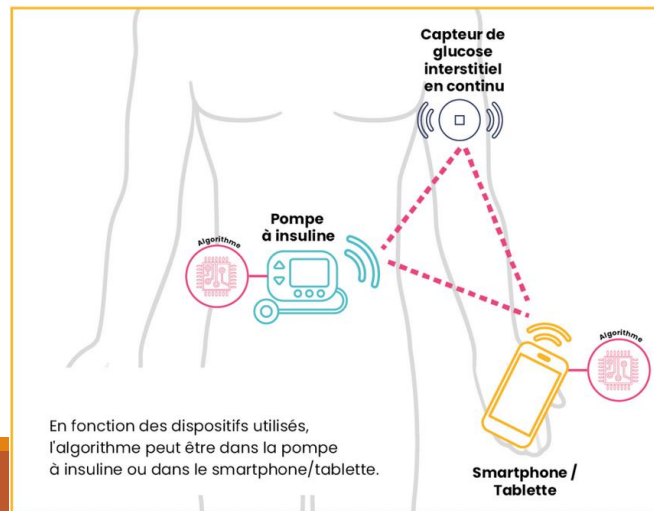 Capteur de
glucose
interstitiel
en continu
Pompe
à insuline
Algorithme
Algorithme
En fonction des dispositifs utilisés,
l'algorithme peut être dans la pompe
à insuline ou dans le smartphone/tablette.
Smartphone /
Tablette